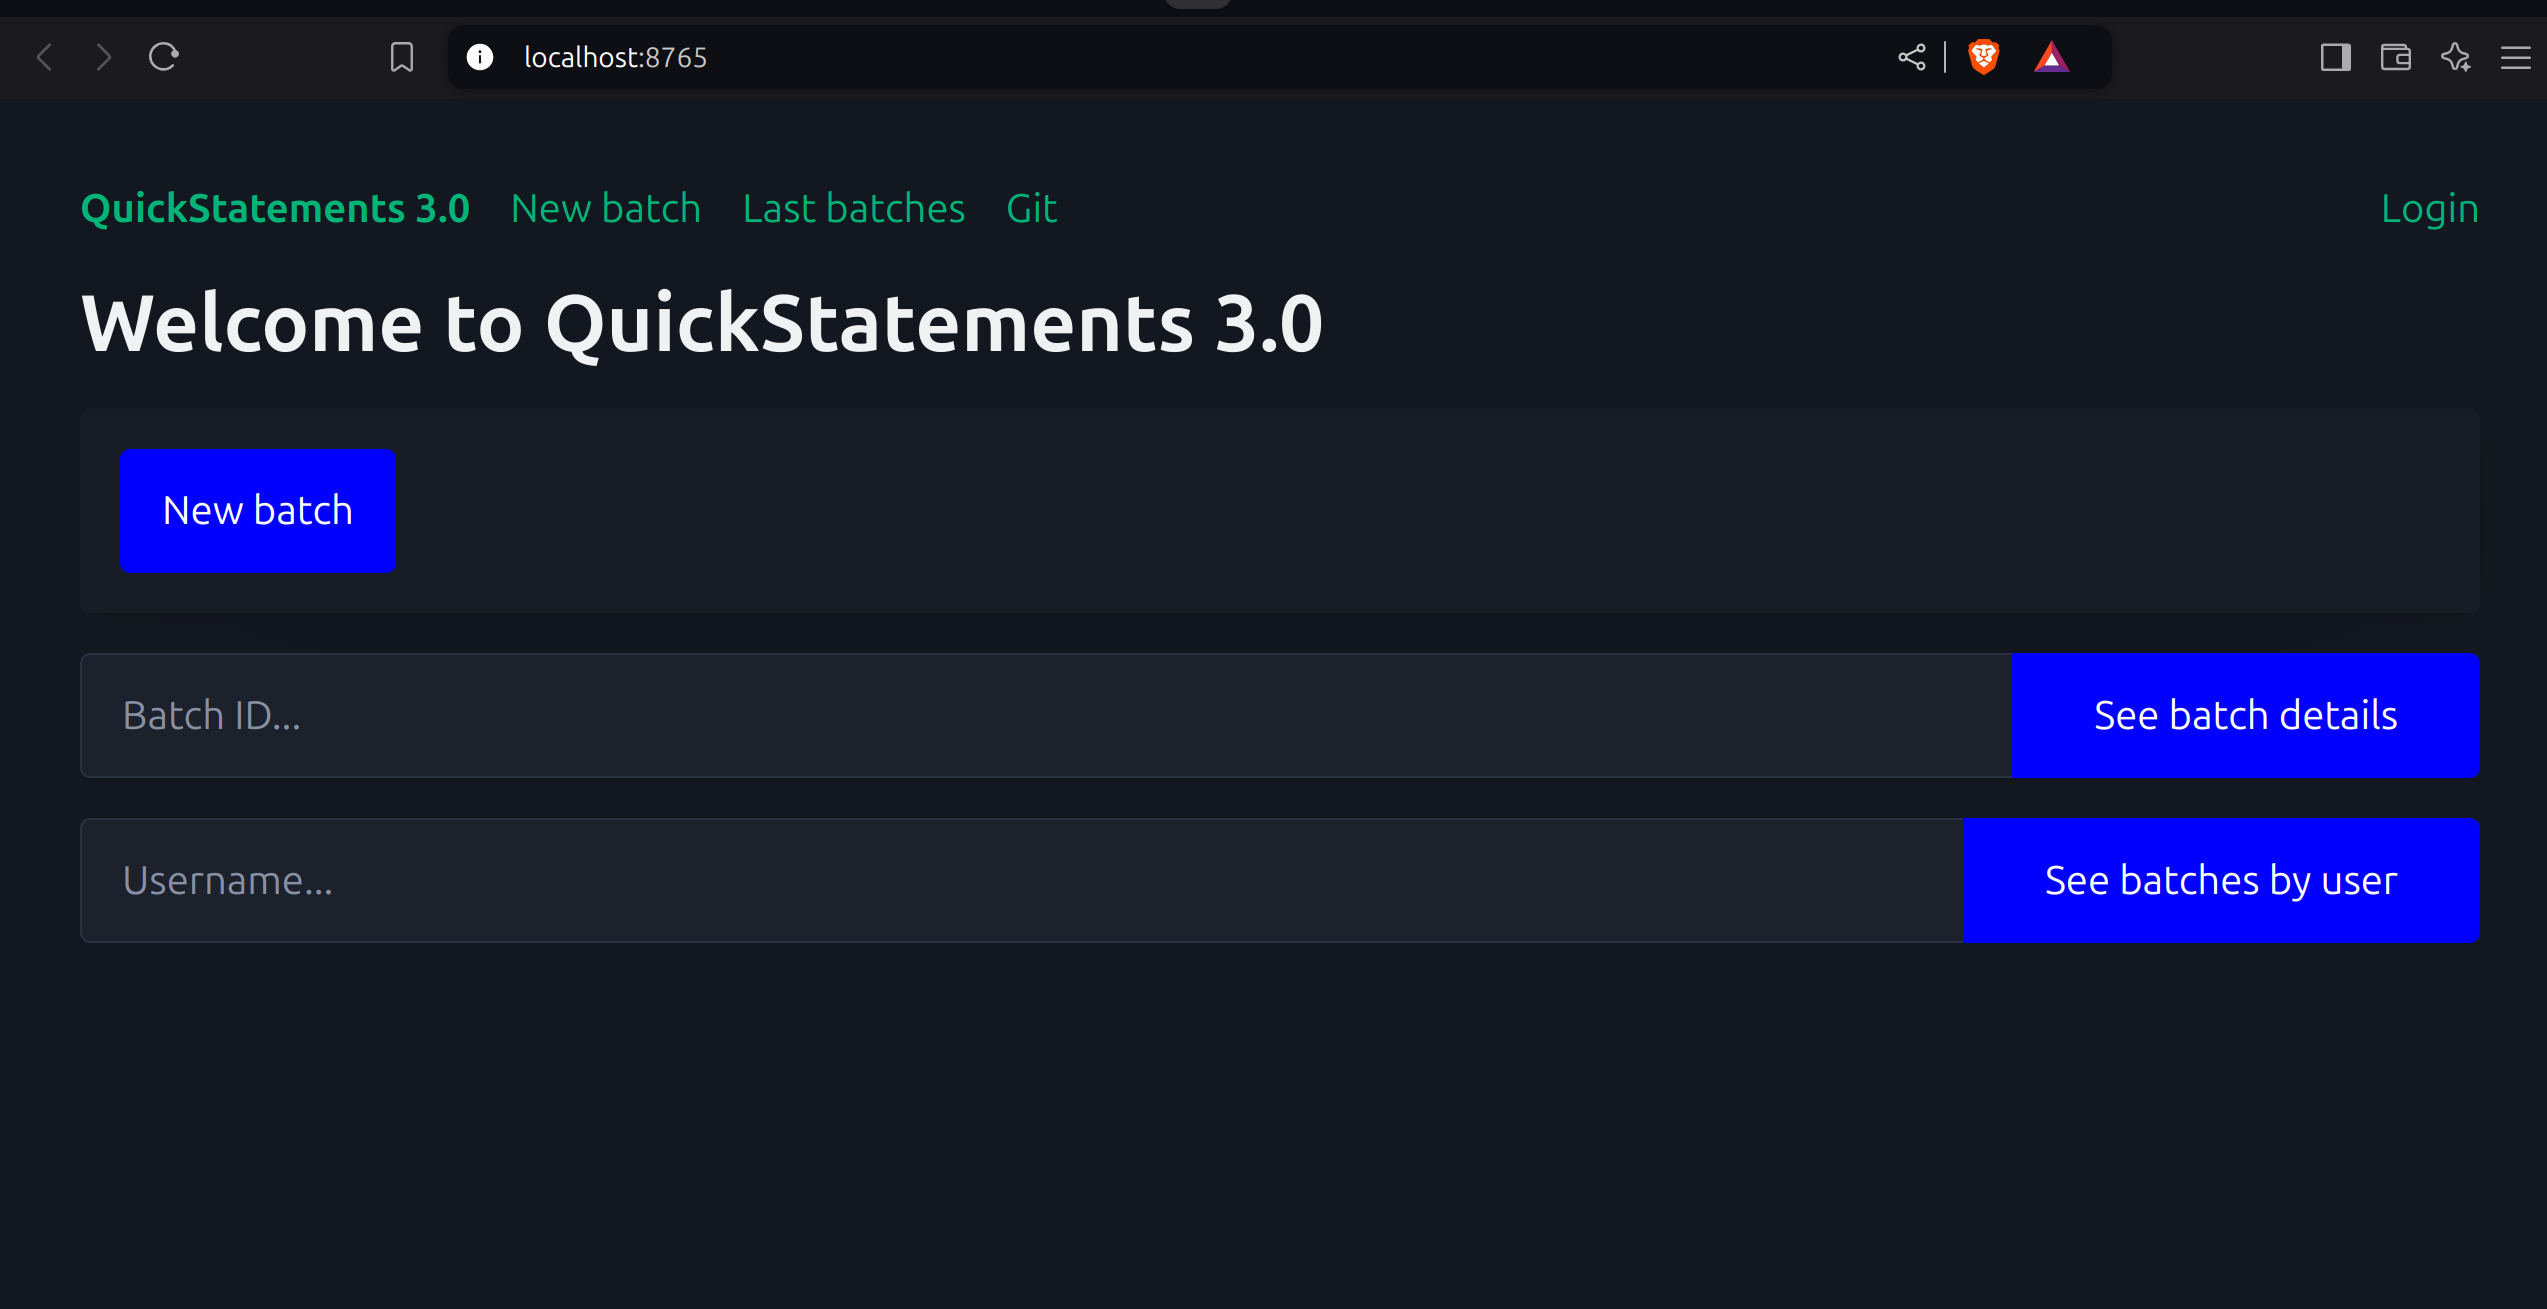 localhost:8765
QuickStatements 3.0 New batch Last batches Git Login
Welcome to QuickStatements 3.0
New batch
Batch ID... See batch details
Username... See batches by user